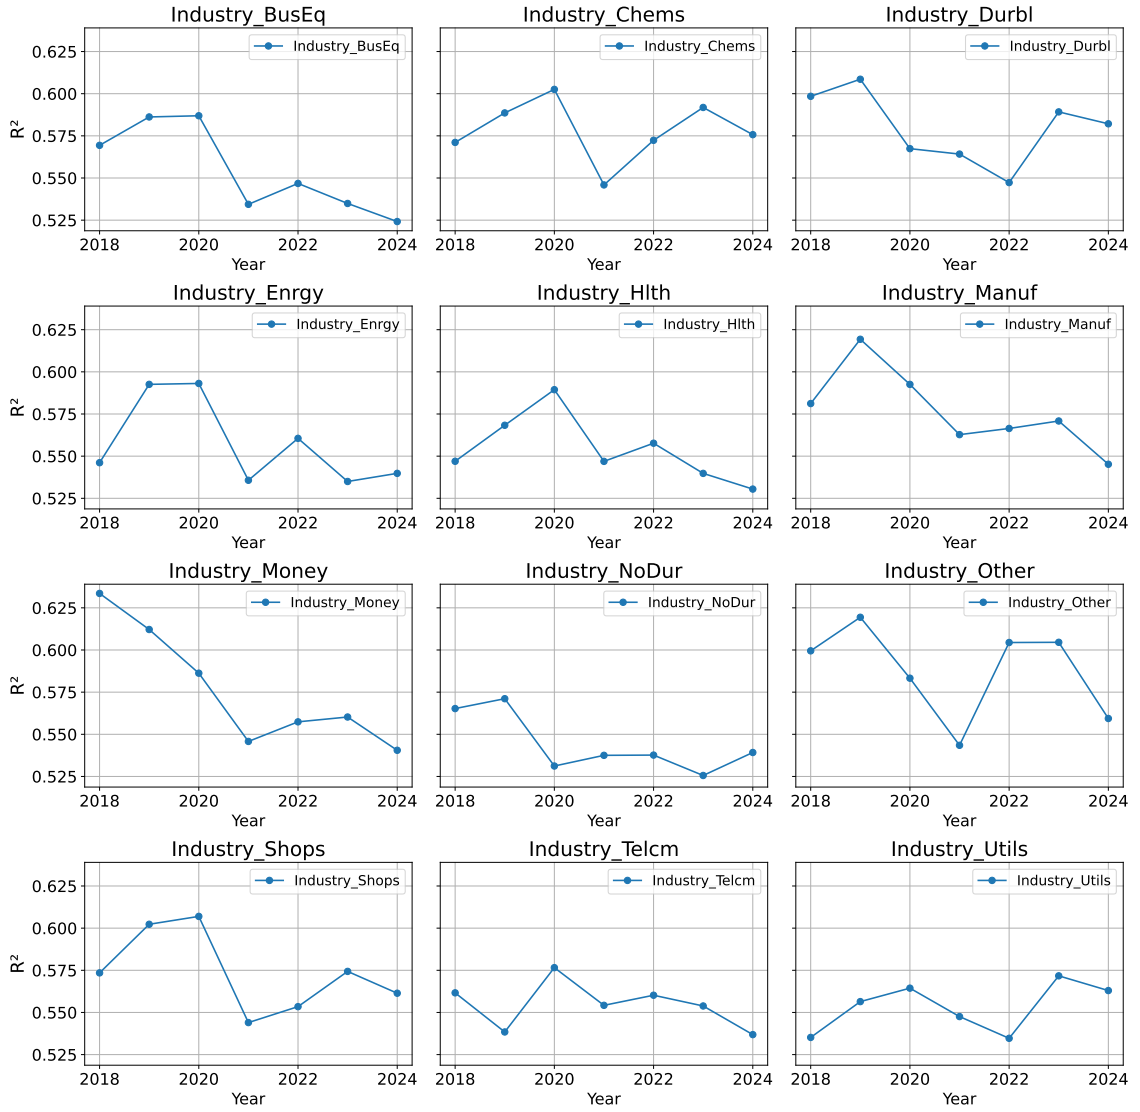 Industry_BusEq Industry_Chems Industry_Durbl
Industry_BusEq Industry_Chems Industry_Durbl
R²
0.625
0.600
0.575
0.550
0.525
2018 2020 2022 2024 2018 2020 2022 2024 2018 2020 2022 2024
Year Year Year
Industry_Enrgy Industry_Hlth Industry_Manuf
Industry_Enrgy Industry_Hlth Industry_Manuf
R²
0.625
0.600
0.575
0.550
0.525
2018 2020 2022 2024 2018 2020 2022 2024 2018 2020 2022 2024
Year Year Year
Industry_Money Industry_NoDur Industry_Other
Industry_Money Industry_NoDur Industry_Other
R²
0.625
0.600
0.575
0.550
0.525
2018 2020 2022 2024 2018 2020 2022 2024 2018 2020 2022 2024
Year Year Year
Industry_Shops Industry_Telcm Industry_Utils
Industry_Shops Industry_Telcm Industry_Utils
R²
0.625
0.600
0.575
0.550
0.525
2018 2020 2022 2024 2018 2020 2022 2024 2018 2020 2022 2024
Year Year Year